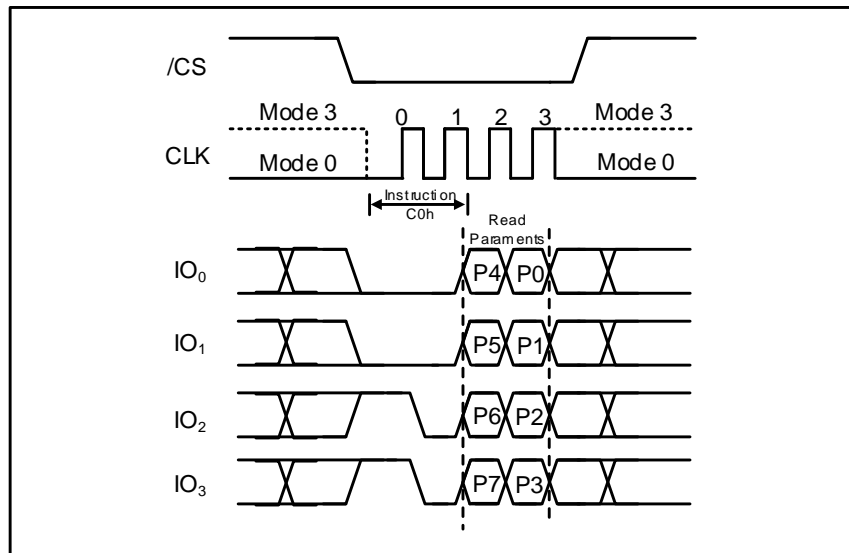 /CS
Mode 3 0 1 2 3 Mode 3
CLK
Mode 0 Mode 0
Instruction
C0h
Read
Paraments
IO0 P4 P0
IO1 P5 P1
IO2 P6 P2
IO3 P7 P3